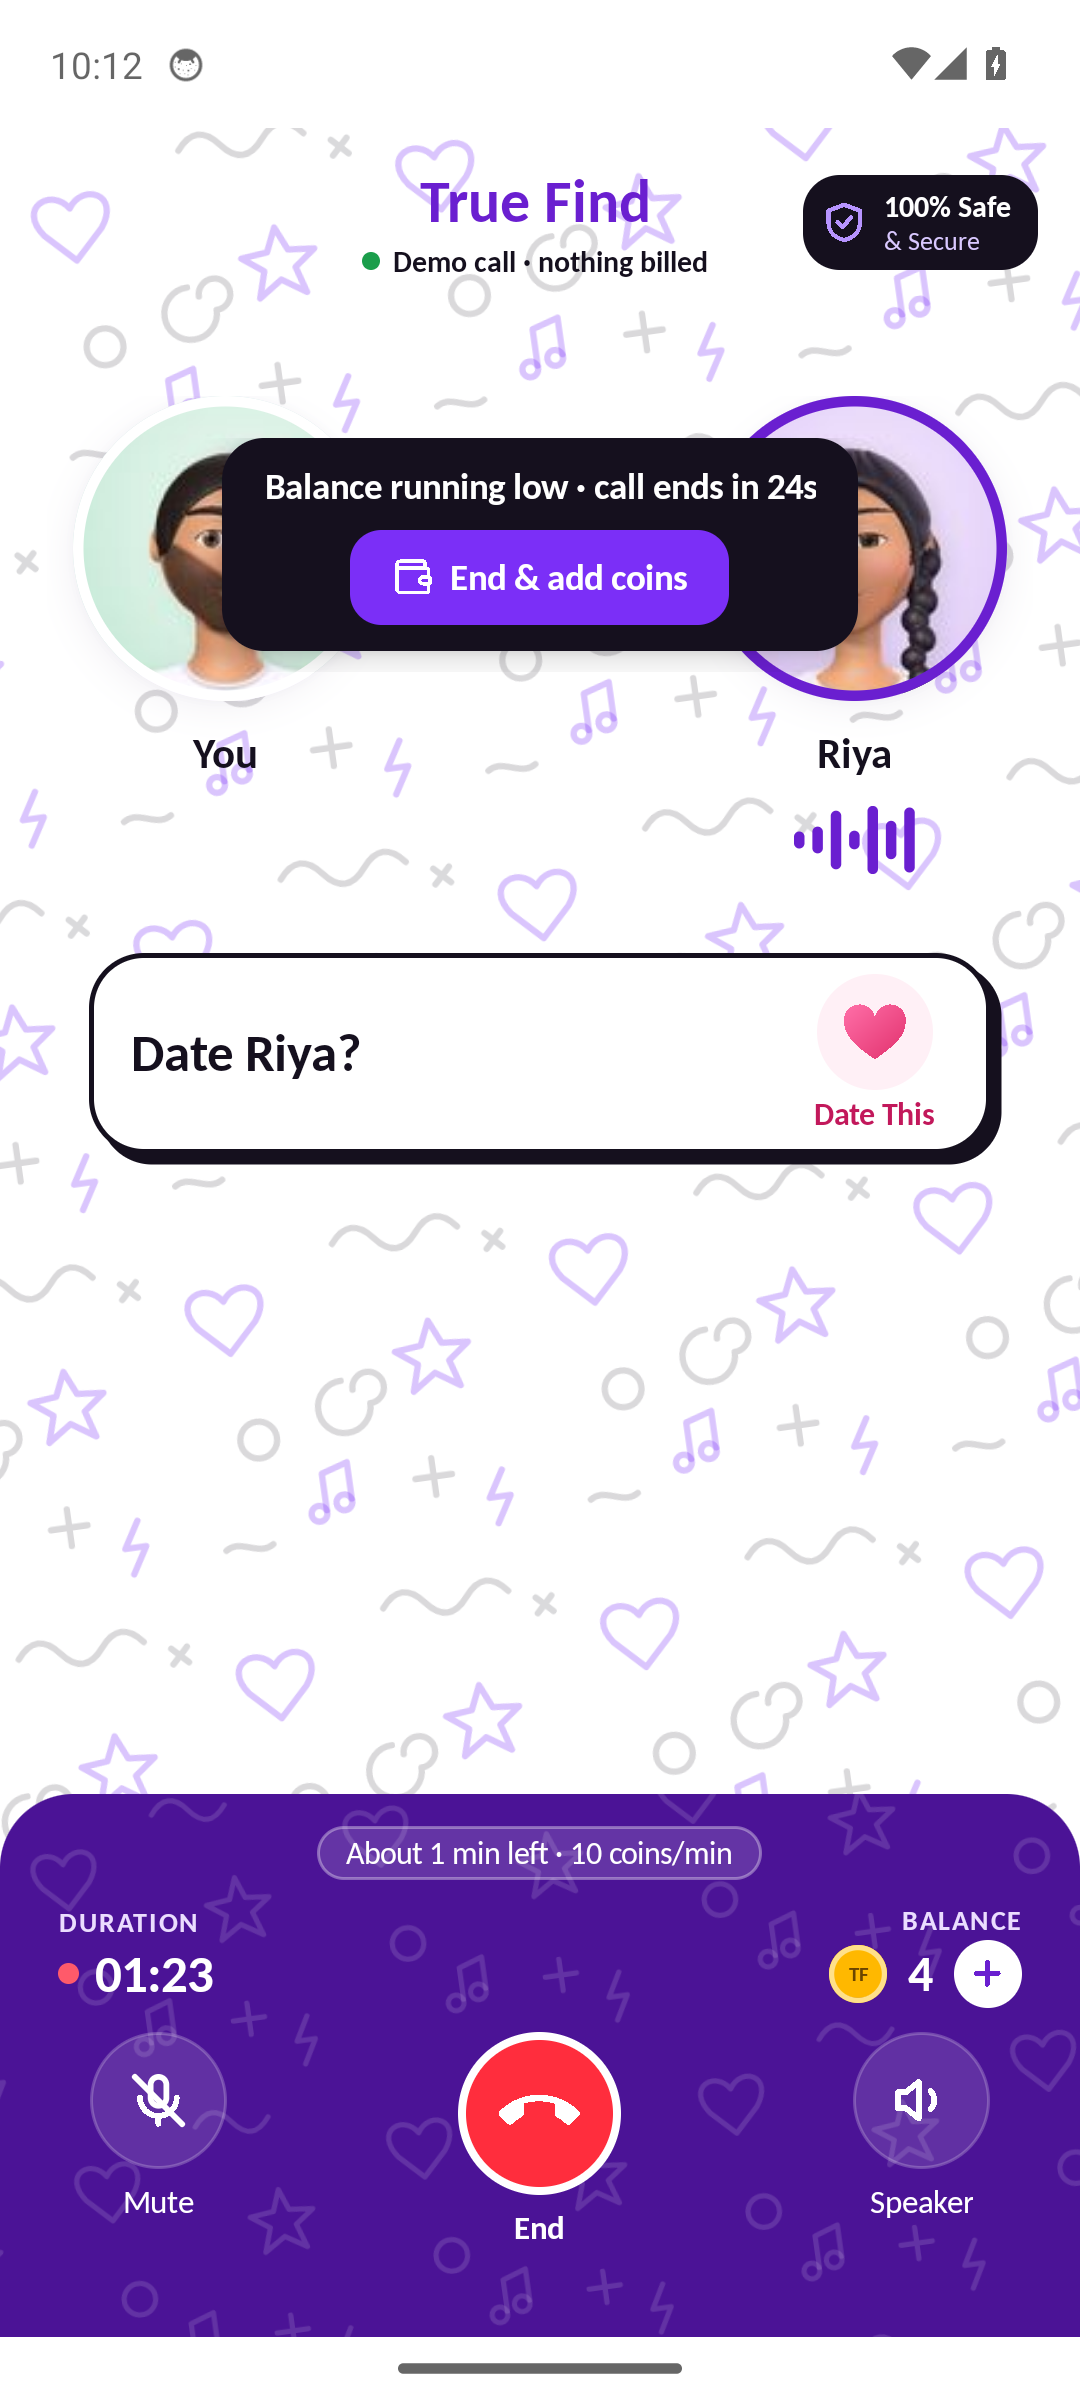 10:12
True Find
Demo call · nothing billed
100% Safe
& Secure
Balance running low · call ends in 24s
End & add coins
You
Riya
Date Riya?
Date This
About 1 min left · 10 coins/min
DURATION
BALANCE
01:23
TF
4
Mute
End
Speaker